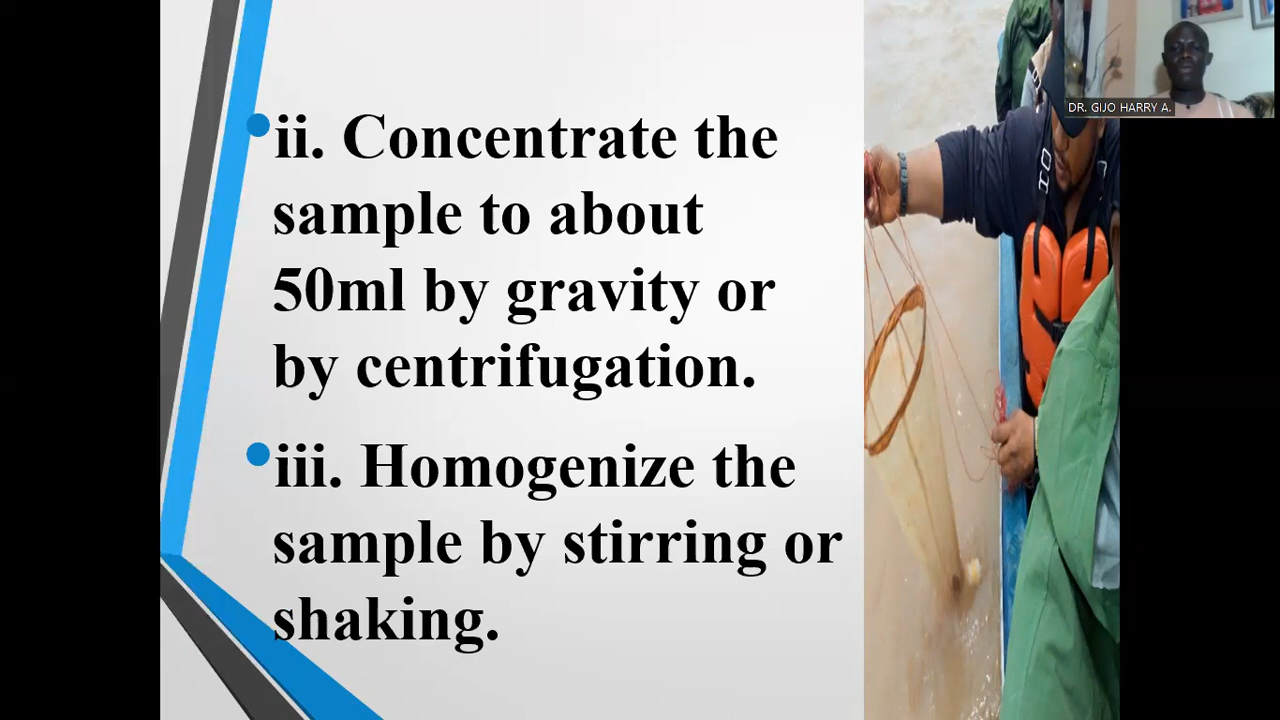 ii. Concentrate the
sample to about
50ml by gravity or
by centrifugation.
iii. Homogenize the
sample by stirring or
shaking.
DR. GIJO HARRY A.